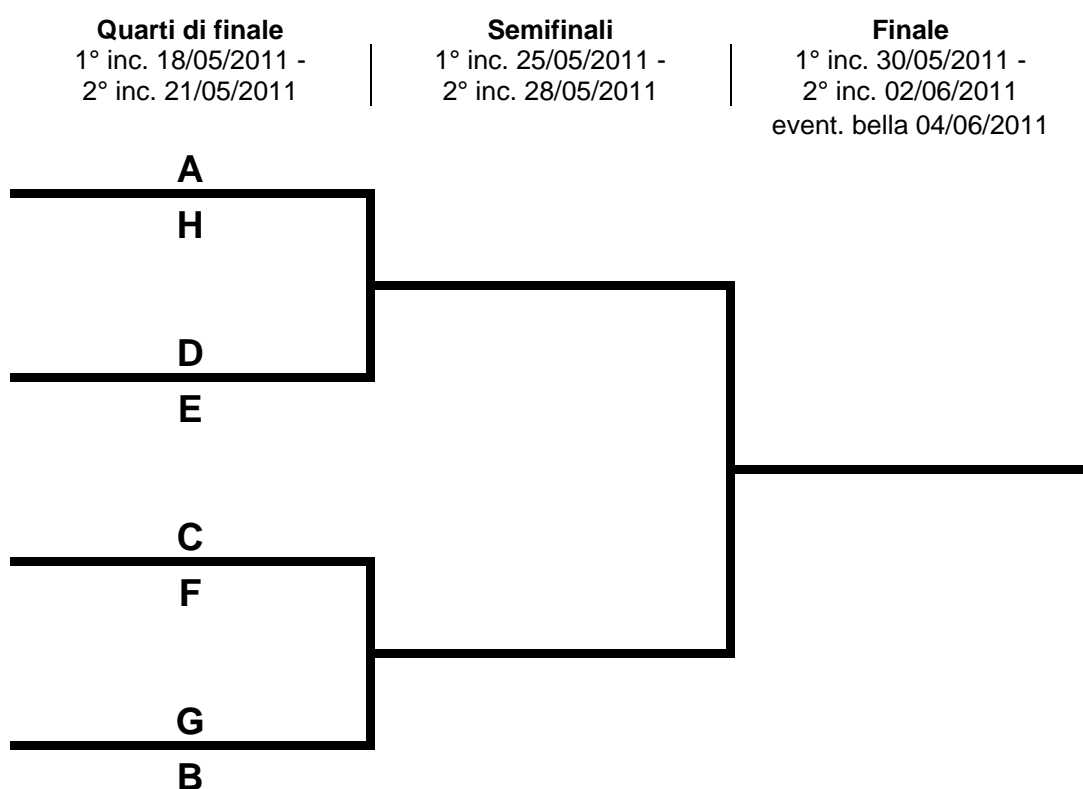 Quarti di finale
1° inc. 18/05/2011 -
2° inc. 21/05/2011
Semifinali
1° inc. 25/05/2011 -
2° inc. 28/05/2011
Finale
1° inc. 30/05/2011 -
2° inc. 02/06/2011
event. bella 04/06/2011
A
H
D
E
C
F
G
B